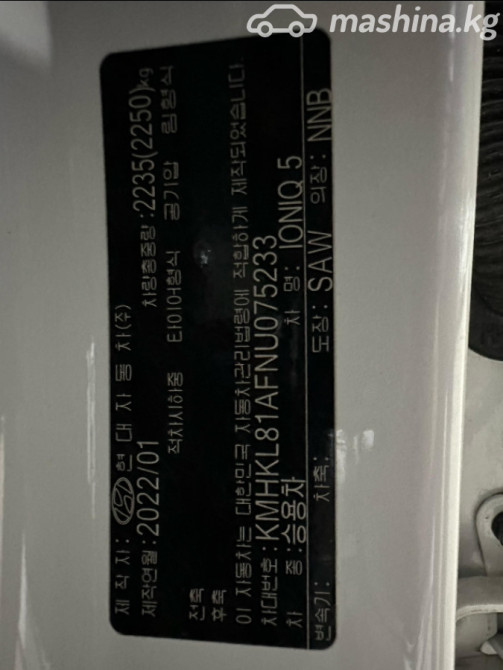 mashina.kg
제 작 자: 현 대 자 동 차(주)
제작연월: 2022/01 차량총중량: 2235(2250)kg
적차시하중 타이어형식 공기압 림형식
전축
후축
이 자동차는 대한민국 자동차관리법령에 적합하게 제작되었습니다.
차대번호: KMHKL81AFNU075233
차 종: 승용차 차 명: IONIQ 5
변속기: 차축: 도장: SAW 의장: NNB